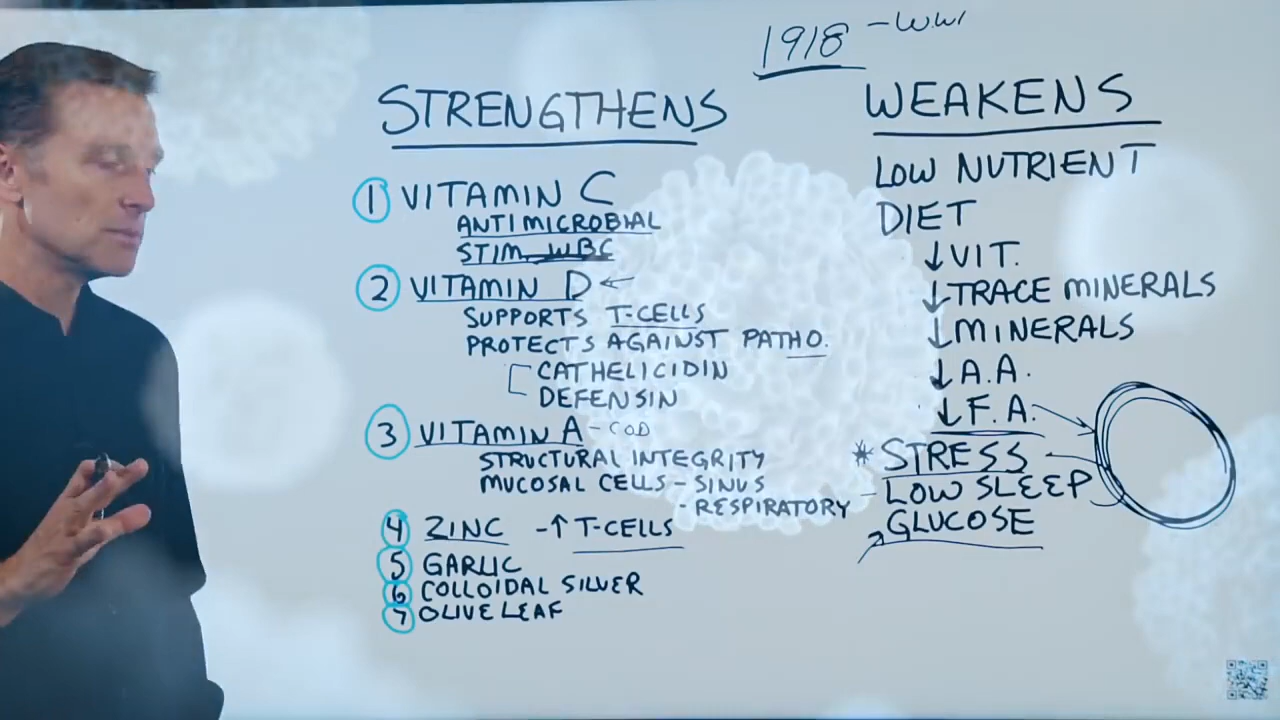 1918 - WWI
STRENGTHENS
① VITAMIN C
ANTIMICROBIAL
STIM WBC
② VITAMIN D ←
SUPPORTS T-CELLS
PROTECTS AGAINST PATHO.
CATHELICIDIN
DEFENSIN
③ VITAMIN A - COD
STRUCTURAL INTEGRITY
MUCOSAL CELLS - SINUS
- RESPIRATORY
④ ZINC - ↑ T-CELLS
⑤ GARLIC
⑥ COLLOIDAL SILVER
⑦ OLIVE LEAF
WEAKENS
LOW NUTRIENT
DIET
↓ VIT.
↓ TRACE MINERALS
↓ MINERALS
↓ A.A.
↓ F.A.
* STRESS
- LOW SLEEP
↗ GLUCOSE